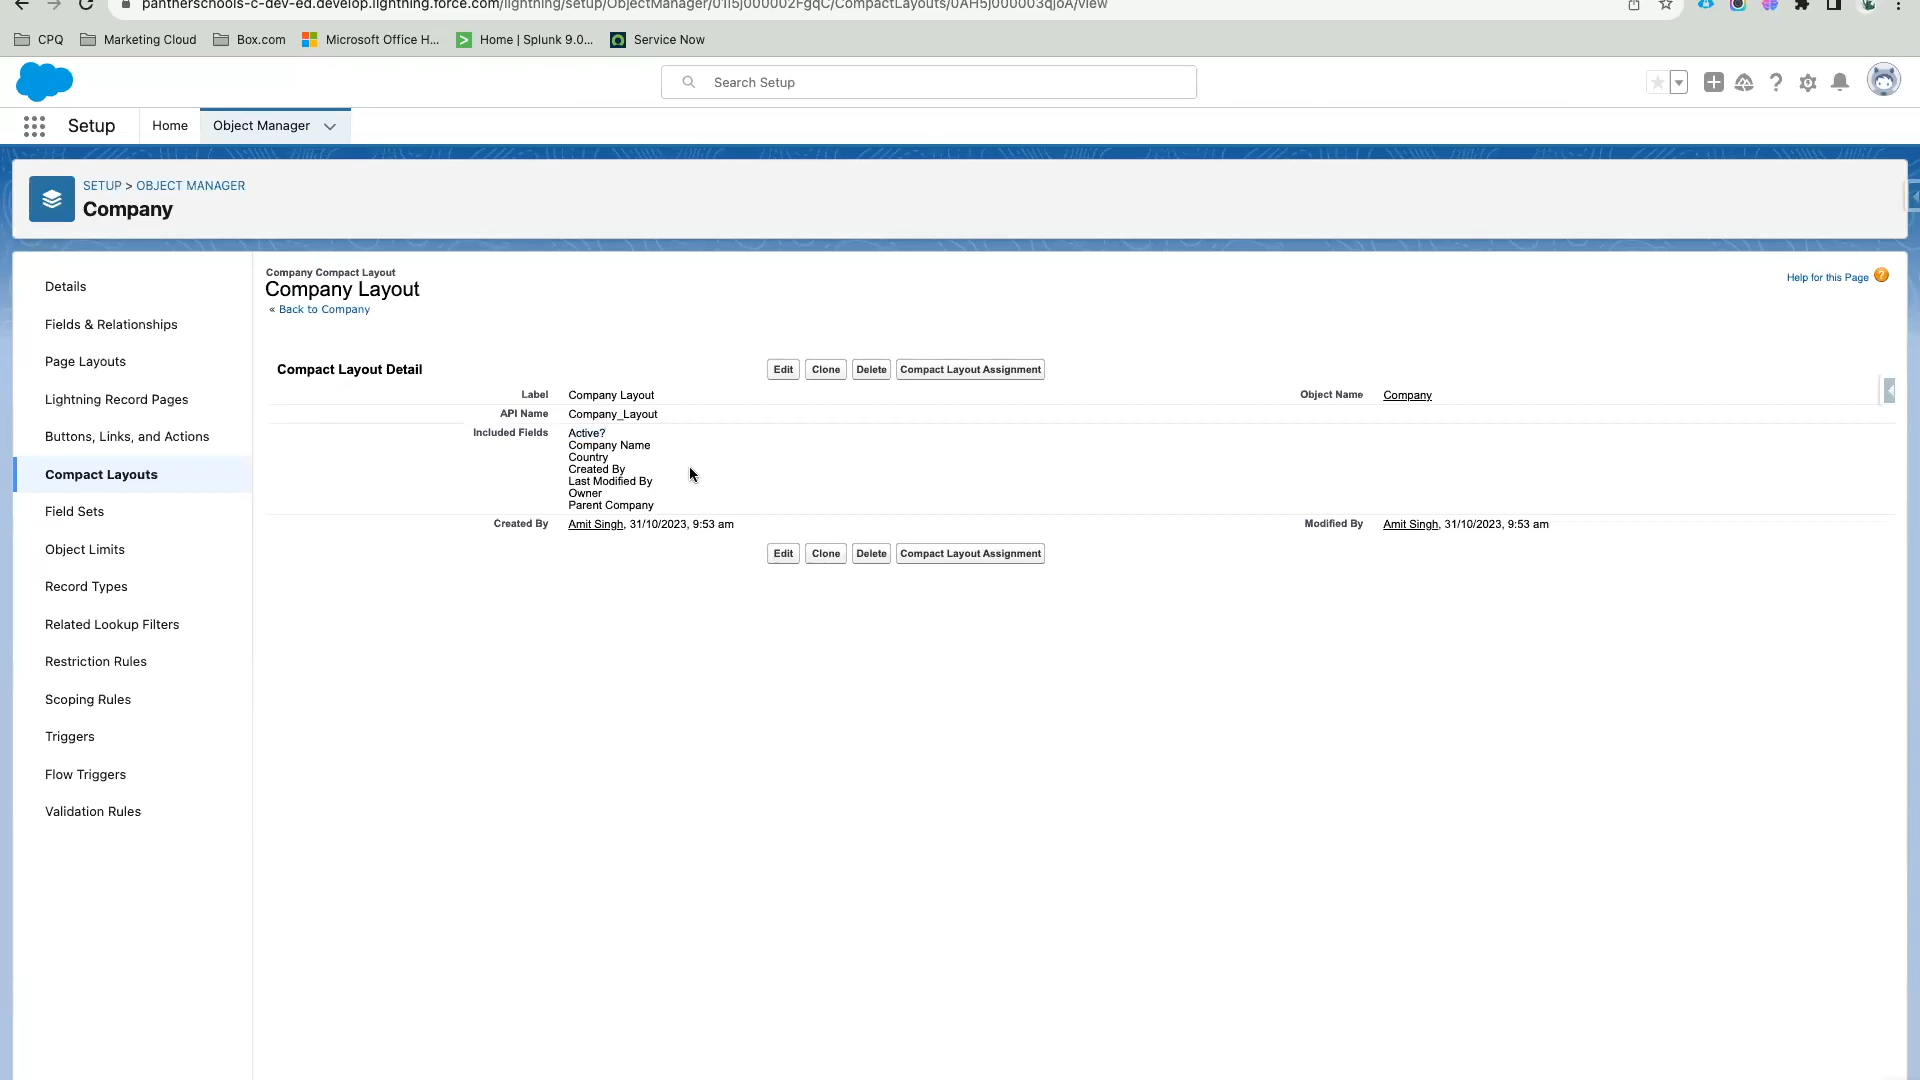 pantherschools-c-dev-ed.develop.lightning.force.com/lightning/setup/ObjectManager/01I5j000002FgqC/CompactLayouts/0AH5j000003qjoA/view
CPQ
Marketing Cloud
Box.com
Microsoft Office H...
Home | Splunk 9.0...
Service Now
Search Setup
Setup
Home
Object Manager
SETUP > OBJECT MANAGER
Company
Details
Fields & Relationships
Page Layouts
Lightning Record Pages
Buttons, Links, and Actions
Compact Layouts
Field Sets
Object Limits
Record Types
Related Lookup Filters
Restriction Rules
Scoping Rules
Triggers
Flow Triggers
Validation Rules
Company Compact Layout
Company Layout
« Back to Company
Help for this Page
Compact Layout Detail
Edit Clone Delete Compact Layout Assignment
Label Company Layout Object Name Company
API Name Company_Layout
Included Fields Active?
Company Name
Country
Created By
Last Modified By
Owner
Parent Company
Created By Amit Singh, 31/10/2023, 9:53 am Modified By Amit Singh, 31/10/2023, 9:53 am
Edit Clone Delete Compact Layout Assignment